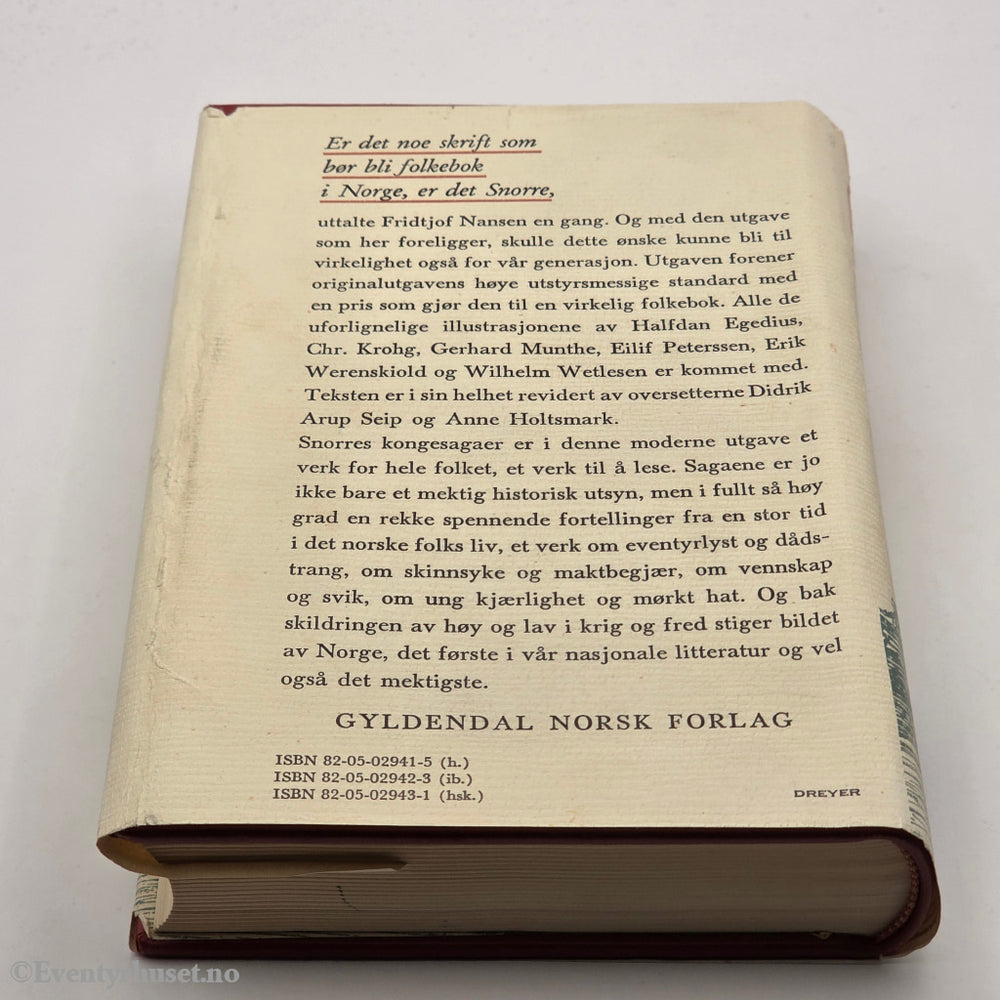 Er det noe skrift som
bør bli folkebok
i Norge, er det Snorre,
uttalte Fridtjof Nansen en gang. Og med den utgave
som her foreligger, skulle dette ønske kunne bli til
virkelighet også for vår generasjon. Utgaven forener
originalutgavens høye utstyrsmessige standard med
en pris som gjør den til en virkelig folkebok. Alle de
uforlignelige illustrasjonene av Halfdan Egedius,
Chr. Krohg, Gerhard Munthe, Eilif Peterssen, Erik
Werenskiold og Wilhelm Wetlesen er kommet med.
Teksten er i sin helhet revidert av oversetterne Didrik
Arup Seip og Anne Holtsmark.
Snorres kongesagaer er i denne moderne utgave et
verk for hele folket, et verk til å lese. Sagaene er jo
ikke bare et mektig historisk utsyn, men i fullt så høy
grad en rekke spennende fortellinger fra en stor tid
i det norske folks liv, et verk om eventyrlyst og dåds-
trang, om skinnsyke og maktbegjær, om vennskap
og svik, om ung kjærlighet og mørkt hat. Og bak
skildringen av høy og lav i krig og fred stiger bildet
av Norge, det første i vår nasjonale litteratur og vel
også det mektigste.
GYLDENDAL NORSK FORLAG
ISBN 82-05-02941-5 (h.)
ISBN 82-05-02942-3 (ib.)
ISBN 82-05-02943-1 (hsk.)
DREYER
©Eventyrhuset.no